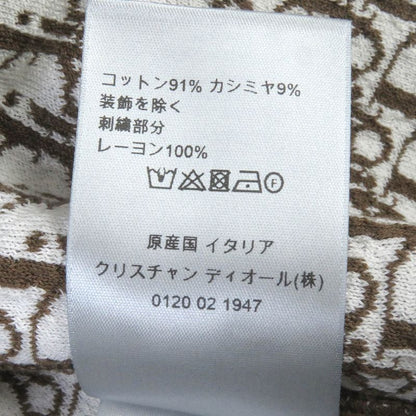 コットン91% カシミヤ9%
装飾を除く
刺繍部分
レーヨン100%
原産国 イタリア
クリスチャン ディオール(株)
0120 02 1947